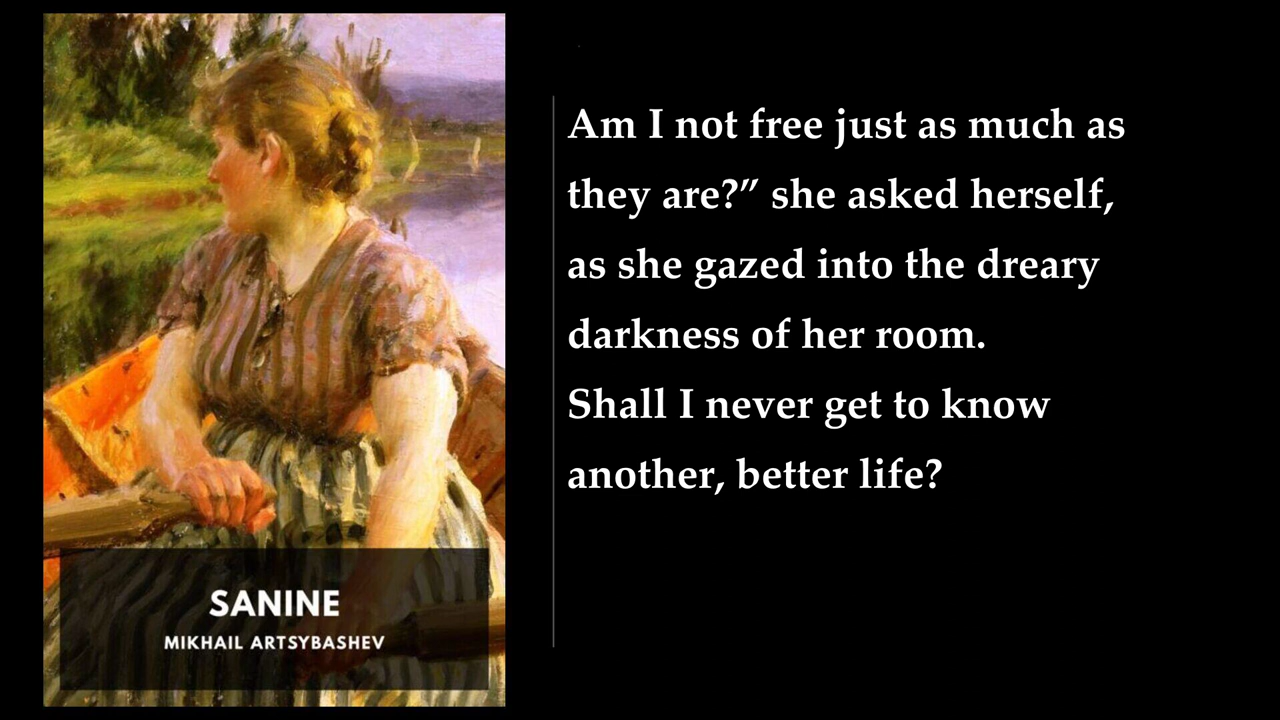 SANINE
MIKHAIL ARTSYBASHEV
Am I not free just as much as
they are?” she asked herself,
as she gazed into the dreary
darkness of her room.
Shall I never get to know
another, better life?